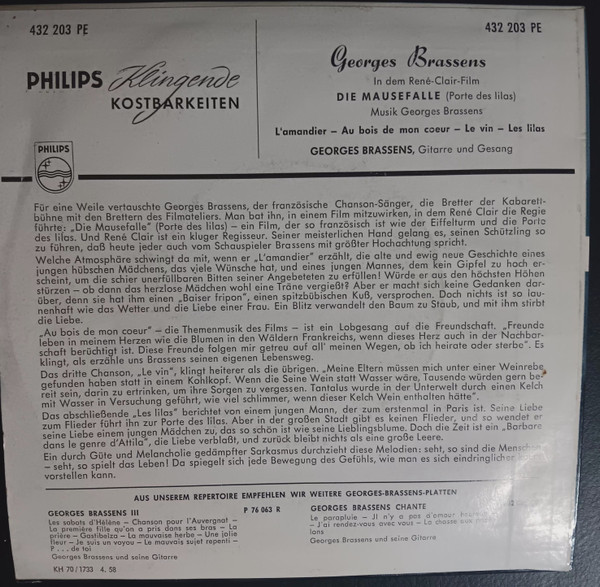 432 203 PE
432 203 PE
PHILIPS Klingende
KOSTBARKEITEN
Georges Brassens
In dem René-Clair-Film
DIE MAUSEFALLE (Porte des lilas)
Musik Georges Brassens
L'amandier – Au bois de mon coeur – Le vin – Les lilas
GEORGES BRASSENS, Gitarre und Gesang
PHILIPS
Für eine Weile vertauschte Georges Brassens, der französische Chanson-Sänger, die Bretter der Kabarett-
bühne mit den Brettern des Filmateliers. Man bat ihn, in einem Film mitzuwirken, in dem René Clair die Regie
führte: „Die Mausefalle" (Porte des lilas) – ein Film, der so französisch ist wie der Eiffelturm und die Porte
des lilas. Und René Clair ist ein kluger Regisseur. Seiner meisterlichen Hand gelang es, seinen Schützling so
zu führen, daß heute jeder auch vom Schauspieler Brassens mit größter Hochachtung spricht.
Welche Atmosphäre schwingt da mit, wenn er „L'amandier" erzählt, die alte und ewig neue Geschichte eines
jungen hübschen Mädchens, das viele Wünsche hat, und eines jungen Mannes, dem kein Gipfel zu hoch er-
scheint, um die schier unerfüllbaren Bitten seiner Angebeteten zu erfüllen! Würde er aus den höchsten Höhen
stürzen – ob dann das herzlose Mädchen wohl eine Träne vergießt? Aber er macht sich keine Gedanken dar-
über, denn sie hat ihm einen „Baiser fripon", einen spitzbübischen Kuß, versprochen. Doch nichts ist so lau-
nenhaft wie das Wetter und die Liebe einer Frau. Ein Blitz verwandelt den Baum zu Staub, und mit ihm stirbt
die Liebe.
„Au bois de mon coeur" – die Themenmusik des Films – ist ein Lobgesang auf die Freundschaft. „Freunde
leben in meinem Herzen wie die Blumen in den Wäldern Frankreichs, wenn dieses Herz auch in der Nachbar-
schaft berüchtigt ist. Diese Freunde folgen mir getreu auf all' meinen Wegen, ob ich heirate oder sterbe". Es
klingt, als erzähle uns Brassens seinen eigenen Lebensweg.
Das dritte Chanson, „Le vin", klingt heiterer als die übrigen. „Meine Eltern müssen mich unter einer Weinrebe
gefunden haben statt in einem Kohlkopf. Wenn die Seine Wein statt Wasser wäre, Tausende würden gern be-
reit sein, darin zu ertrinken, um ihre Sorgen zu vergessen. Tantalus wurde in der Unterwelt durch einen Kelch
mit Wasser in Versuchung geführt, wie viel schlimmer, wenn dieser Kelch Wein enthalten hätte".
Das abschließende „Les lilas" berichtet von einem jungen Mann, der zum erstenmal in Paris ist. Seine Liebe
zum Flieder führt ihn zur Porte des lilas. Aber in der großen Stadt gibt es keinen Flieder, und so wendet er
seine Liebe einem jungen Mädchen zu, das so schön ist wie seine Lieblingsblume. Doch die Zeit ist ein „Barbare
dans le genre d'Attila", die Liebe verblaßt, und zurück bleibt nichts als eine große Leere.
Ein durch Güte und Melancholie gedämpfter Sarkasmus durchzieht diese Melodien: seht, so sind die Menschen
– seht, so spielt das Leben! Da spiegelt sich jede Bewegung des Gefühls, wie man es sich eindringlicher
vorstellen kann.
AUS UNSEREM REPERTOIRE EMPFEHLEN WIR WEITERE GEORGES-BRASSENS-PLATTEN
GEORGES BRASSENS III P 76 063 R
Les sabots d'Hélène – Chanson pour l'Auvergnat –
La première fille qu'on a pris dans ses bras – La
prière – Gastibelza – La mauvaise herbe – Une jolie
fleur – Je suis un voyou – Le mauvais sujet repenti –
P . . . de toi
Georges Brassens und seine Gitarre
GEORGES BRASSENS CHANTE
Le parapluie – Il n'y a pas d'amour
– J'ai rendez-vous avec vous – La chasse aux
lons
Georges Brassens und seine Gitarre
KH 70/1733 4. 58